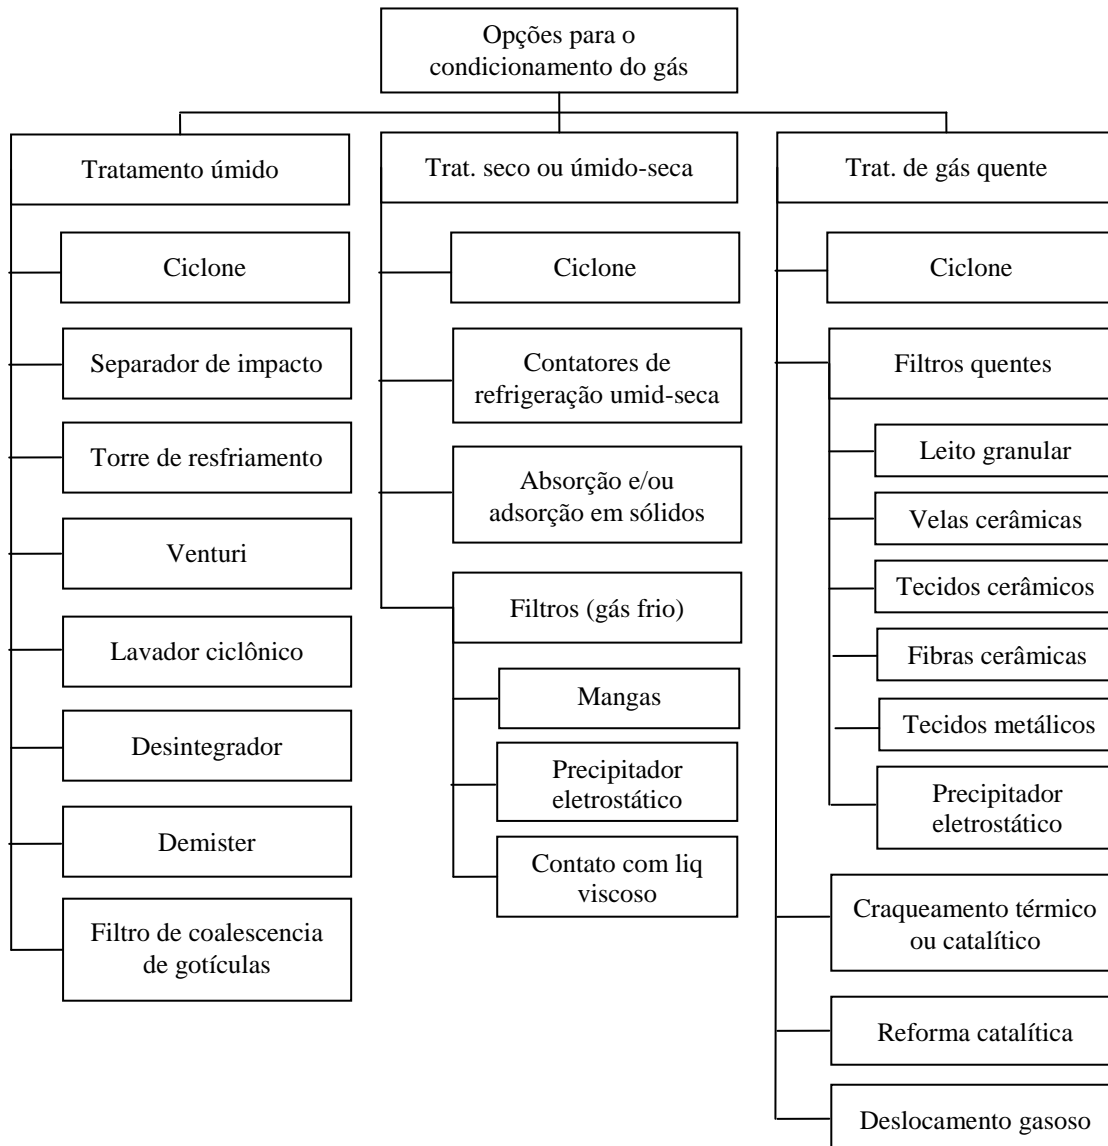 Opções para o
condicionamento do gás
Tratamento úmido
Ciclone
Separador de impacto
Torre de resfriamento
Venturi
Lavador ciclônico
Desintegrador
Demister
Filtro de coalescencia
de gotículas
Trat. seco ou úmido-seca
Ciclone
Contatores de
refrigeração umid-seca
Absorção e/ou
adsorção em sólidos
Filtros (gás frio)
Mangas
Precipitador
eletrostático
Contato com liq
viscoso
Trat. de gás quente
Ciclone
Filtros quentes
Leito granular
Velas cerâmicas
Tecidos cerâmicos
Fibras cerâmicas
Tecidos metálicos
Precipitador
eletrostático
Craqueamento térmico
ou catalítico
Reforma catalítica
Deslocamento gasoso